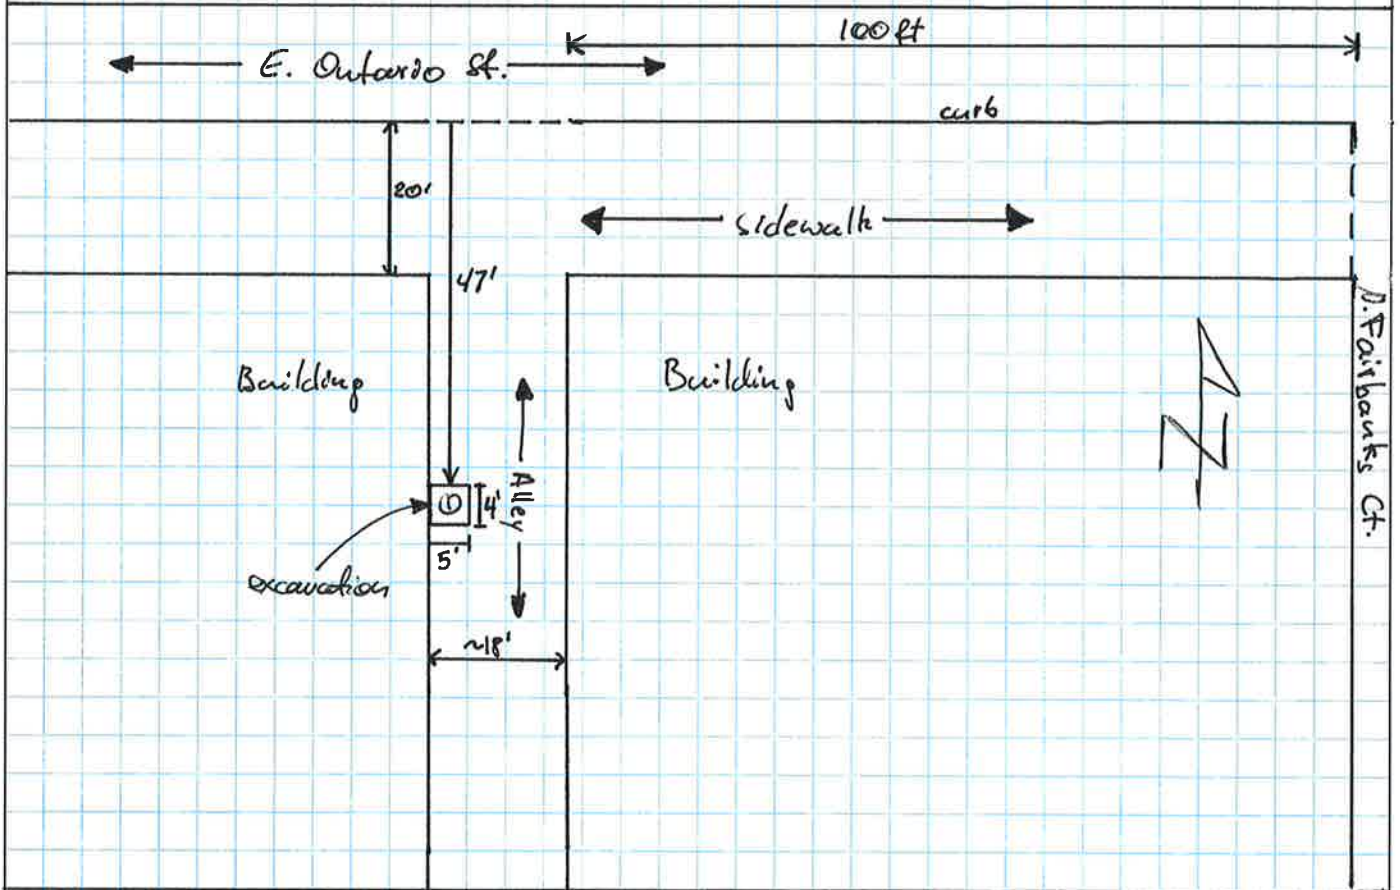 100 ft
E. Ontario St.
curb
20'
sidewalk
47'
Building
Building
N. Fairbanks Ct.
N
Alley
①
4'
5'
excavation
~18'